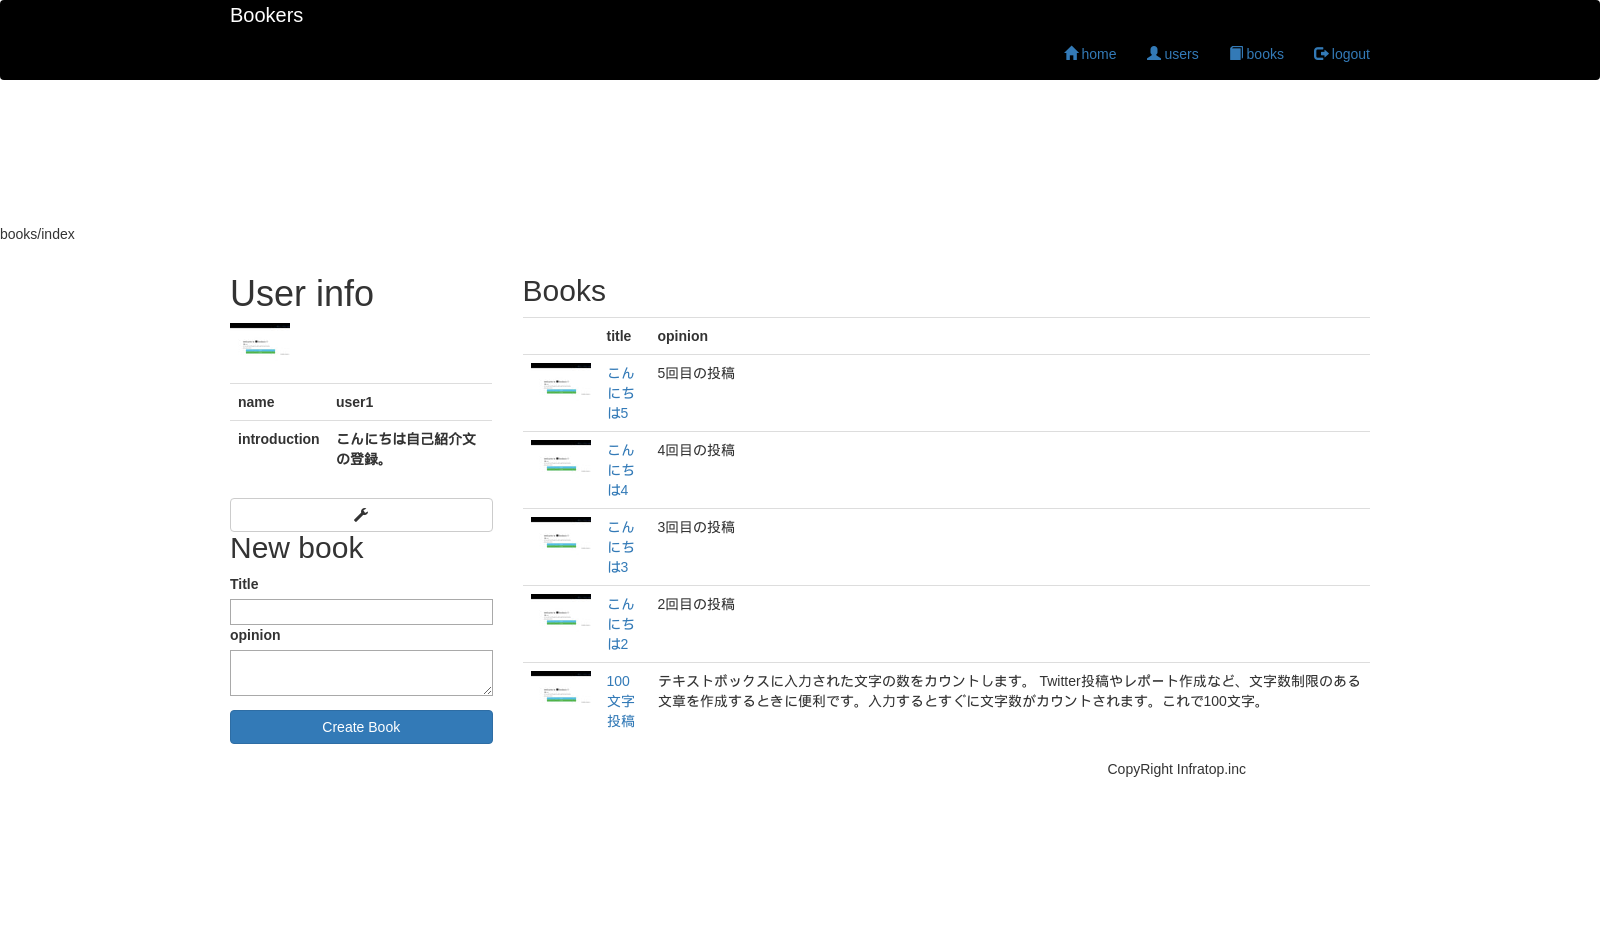 Bookers
home users books logout
books/index
User info
name user1
introduction こんにちは自己紹介文
の登録。
New book
Title
opinion
Create Book
Books
title opinion
こん 5回目の投稿
にち
は5
こん 4回目の投稿
にち
は4
こん 3回目の投稿
にち
は3
こん 2回目の投稿
にち
は2
100 テキストボックスに入力された文字の数をカウントします。 Twitter投稿やレポート作成など、文字数制限のある
文字 文章を作成するときに便利です。入力するとすぐに文字数がカウントされます。これで100文字。
投稿
CopyRight Infratop.inc